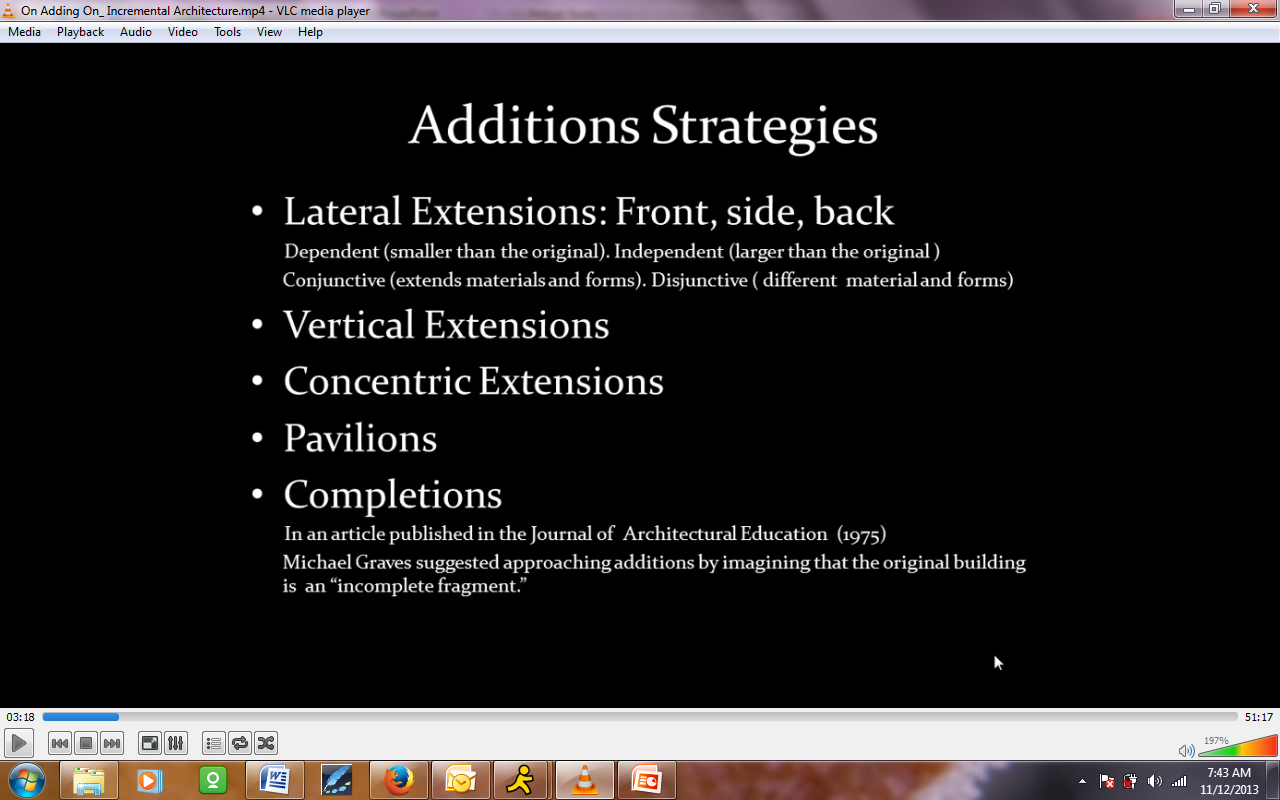 On Adding On_ Incremental Architecture.mp4 - VLC media player
Media Playback Audio Video Tools View Help
Additions Strategies
• Lateral Extensions: Front, side, back
Dependent (smaller than the original). Independent (larger than the original )
Conjunctive (extends materials and forms). Disjunctive ( different material and forms)
• Vertical Extensions
• Concentric Extensions
• Pavilions
• Completions
In an article published in the Journal of Architectural Education (1975)
Michael Graves suggested approaching additions by imagining that the original building
is an “incomplete fragment.”
03:18 51:17
197%
7:43 AM
11/12/2013